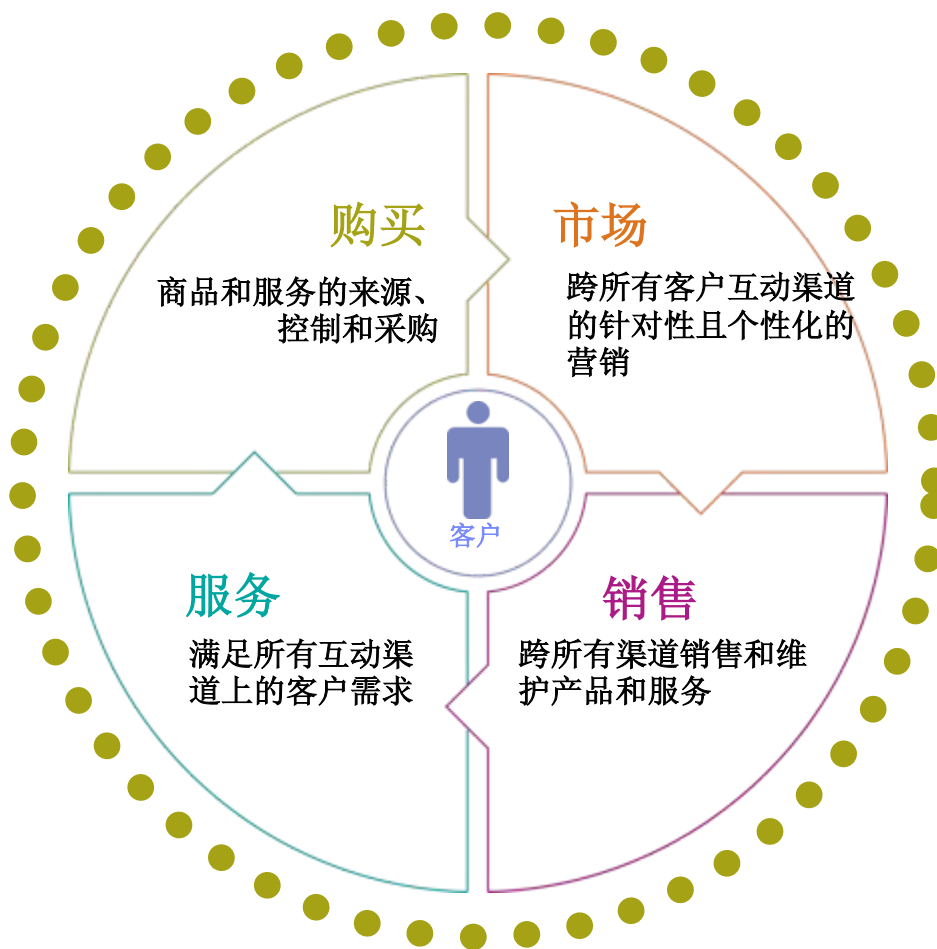 购买
商品和服务的来源、
控制和采购
市场
跨所有客户互动渠道
的针对性且个性化的
营销
客户
服务
满足所有互动渠
道上的客户需求
销售
跨所有渠道销售和维
护产品和服务